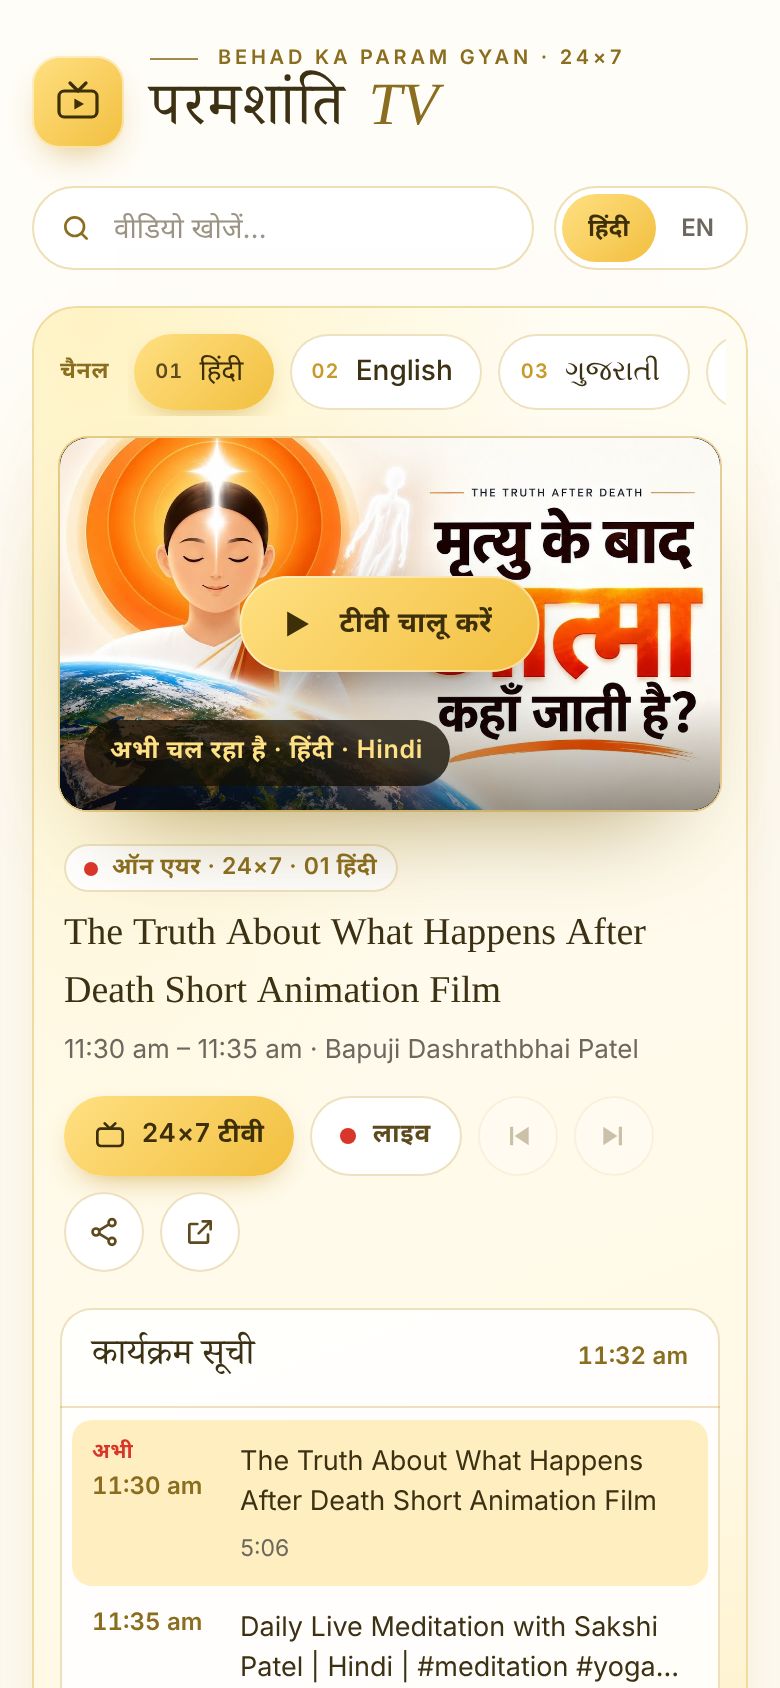 BEHAD KA PARAM GYAN · 24×7
परमशांति TV
वीडियो खोजें...
हिंदी EN
चैनल 01 हिंदी 02 English 03 ગુજરાતી
THE TRUTH AFTER DEATH
मृत्यु के बाद
टीवी चालू करें
कहाँ जाती है?
अभी चल रहा है · हिंदी · Hindi
ऑन एयर · 24×7 · 01 हिंदी
The Truth About What Happens After
Death Short Animation Film
11:30 am – 11:35 am · Bapuji Dashrathbhai Patel
24×7 टीवी लाइव
कार्यक्रम सूची 11:32 am
अभी
11:30 am The Truth About What Happens
After Death Short Animation Film
5:06
11:35 am Daily Live Meditation with Sakshi
Patel | Hindi | #meditation #yoga...